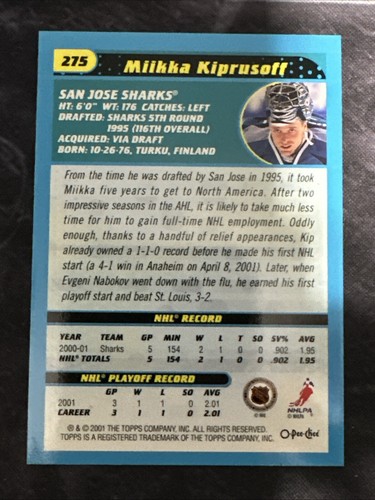 275 Miikka Kiprusoff
SAN JOSE SHARKS®
HT: 6'0" WT: 176 CATCHES: LEFT
DRAFTED: SHARKS 5TH ROUND
1995 (116TH OVERALL)
ACQUIRED: VIA DRAFT
BORN: 10-26-76, TURKU, FINLAND
From the time he was drafted by San Jose in 1995, it took
Miikka five years to get to North America. After two
impressive seasons in the AHL, it is likely to take much less
time for him to gain full-time NHL employment. Oddly
enough, thanks to a handful of relief appearances, Kip
already owned a 1-1-0 record before he made his first NHL
start (a 4-1 win in Anaheim on April 8, 2001). Later, when
Evgeni Nabokov went down with the flu, he earned his first
playoff start and beat St. Louis, 3-2.
NHL® RECORD
YEAR TEAM GP MIN W L T SO SV% AVG
2000-01 Sharks 5 154 2 1 0 0 .902 1.95
NHL TOTALS 5 154 2 1 0 0 .902 1.95
NHL® PLAYOFF RECORD
GP W L SO AVG
2001 3 1 1 0 2.01
CAREER 3 1 1 0 2.01
NHLPA
® & © 2001 THE TOPPS COMPANY, INC. ALL RIGHTS RESERVED.
TOPPS IS A REGISTERED TRADEMARK OF THE TOPPS COMPANY, INC.
O-Pee-Chee